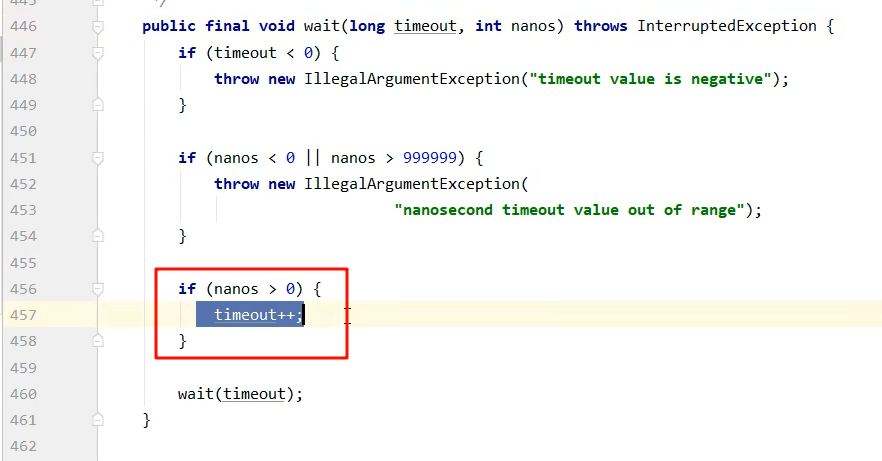 445 */
446 public final void wait(long timeout, int nanos) throws InterruptedException {
447 if (timeout < 0) {
448 throw new IllegalArgumentException("timeout value is negative");
449 }
450
451 if (nanos < 0 || nanos > 999999) {
452 throw new IllegalArgumentException(
453 "nanosecond timeout value out of range");
454 }
455
456 if (nanos > 0) {
457 timeout++;
458 }
459
460 wait(timeout);
461 }
462